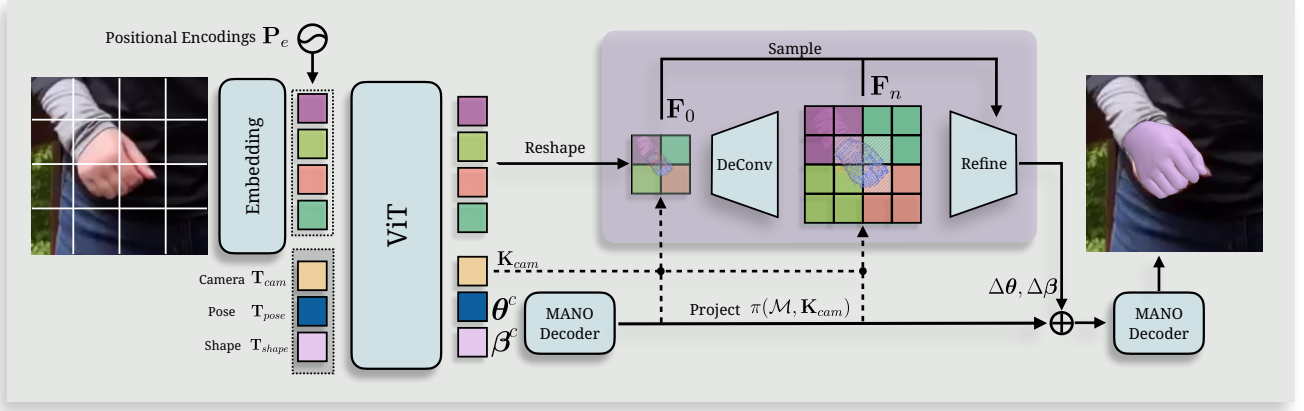 Positional Encodings P_e
Embedding
ViT
Camera T_cam
Pose T_pose
Shape T_shape
Reshape
K_cam
θ^c
β^c
MANO
Decoder
Sample
F_0
DeConv
F_n
Refine
Project π(M, K_cam)
Δθ, Δβ
MANO
Decoder